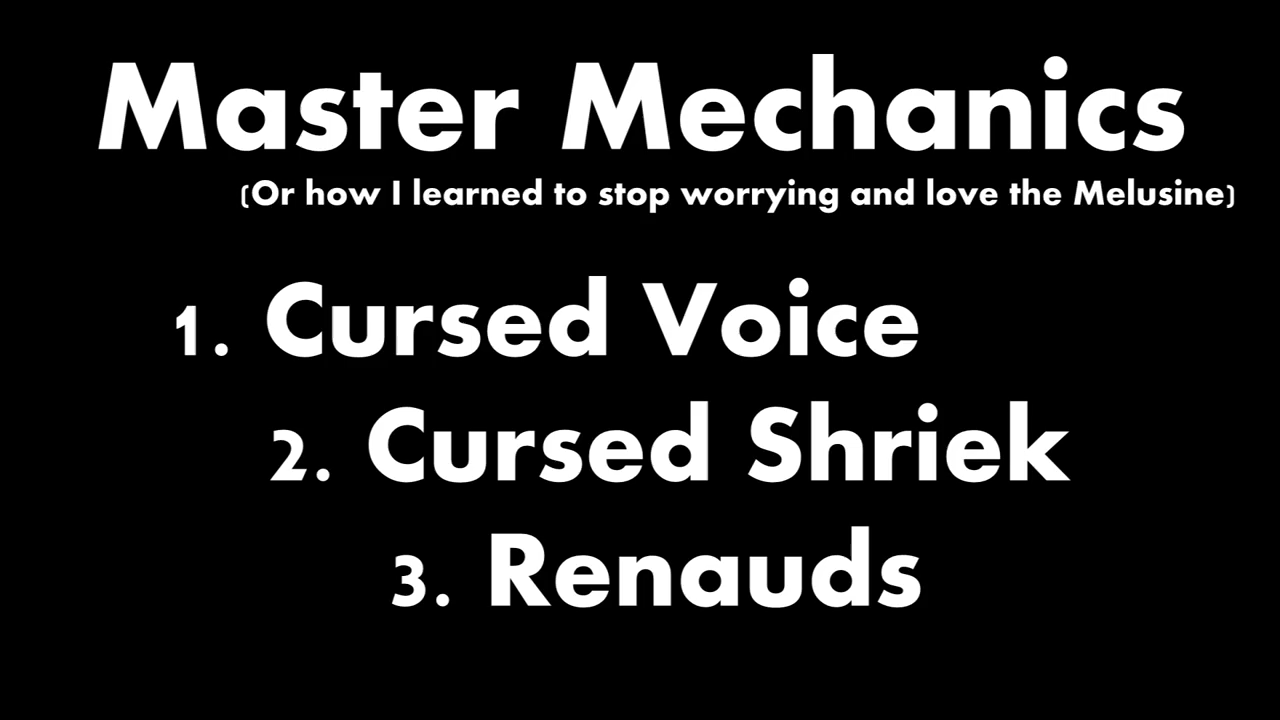 Master Mechanics
(Or how I learned to stop worrying and love the Melusine)
1. Cursed Voice
2. Cursed Shriek
3. Renauds